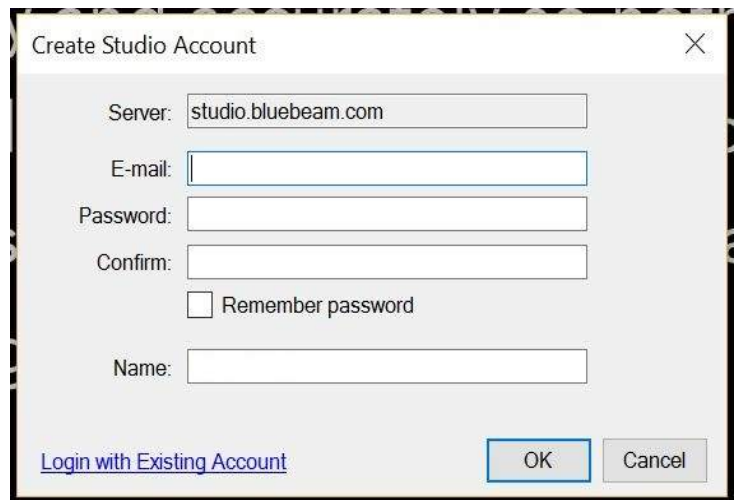 Create Studio Account
Server: studio.bluebeam.com
E-mail:
Password:
Confirm:
Remember password
Name:
Login with Existing Account OK Cancel